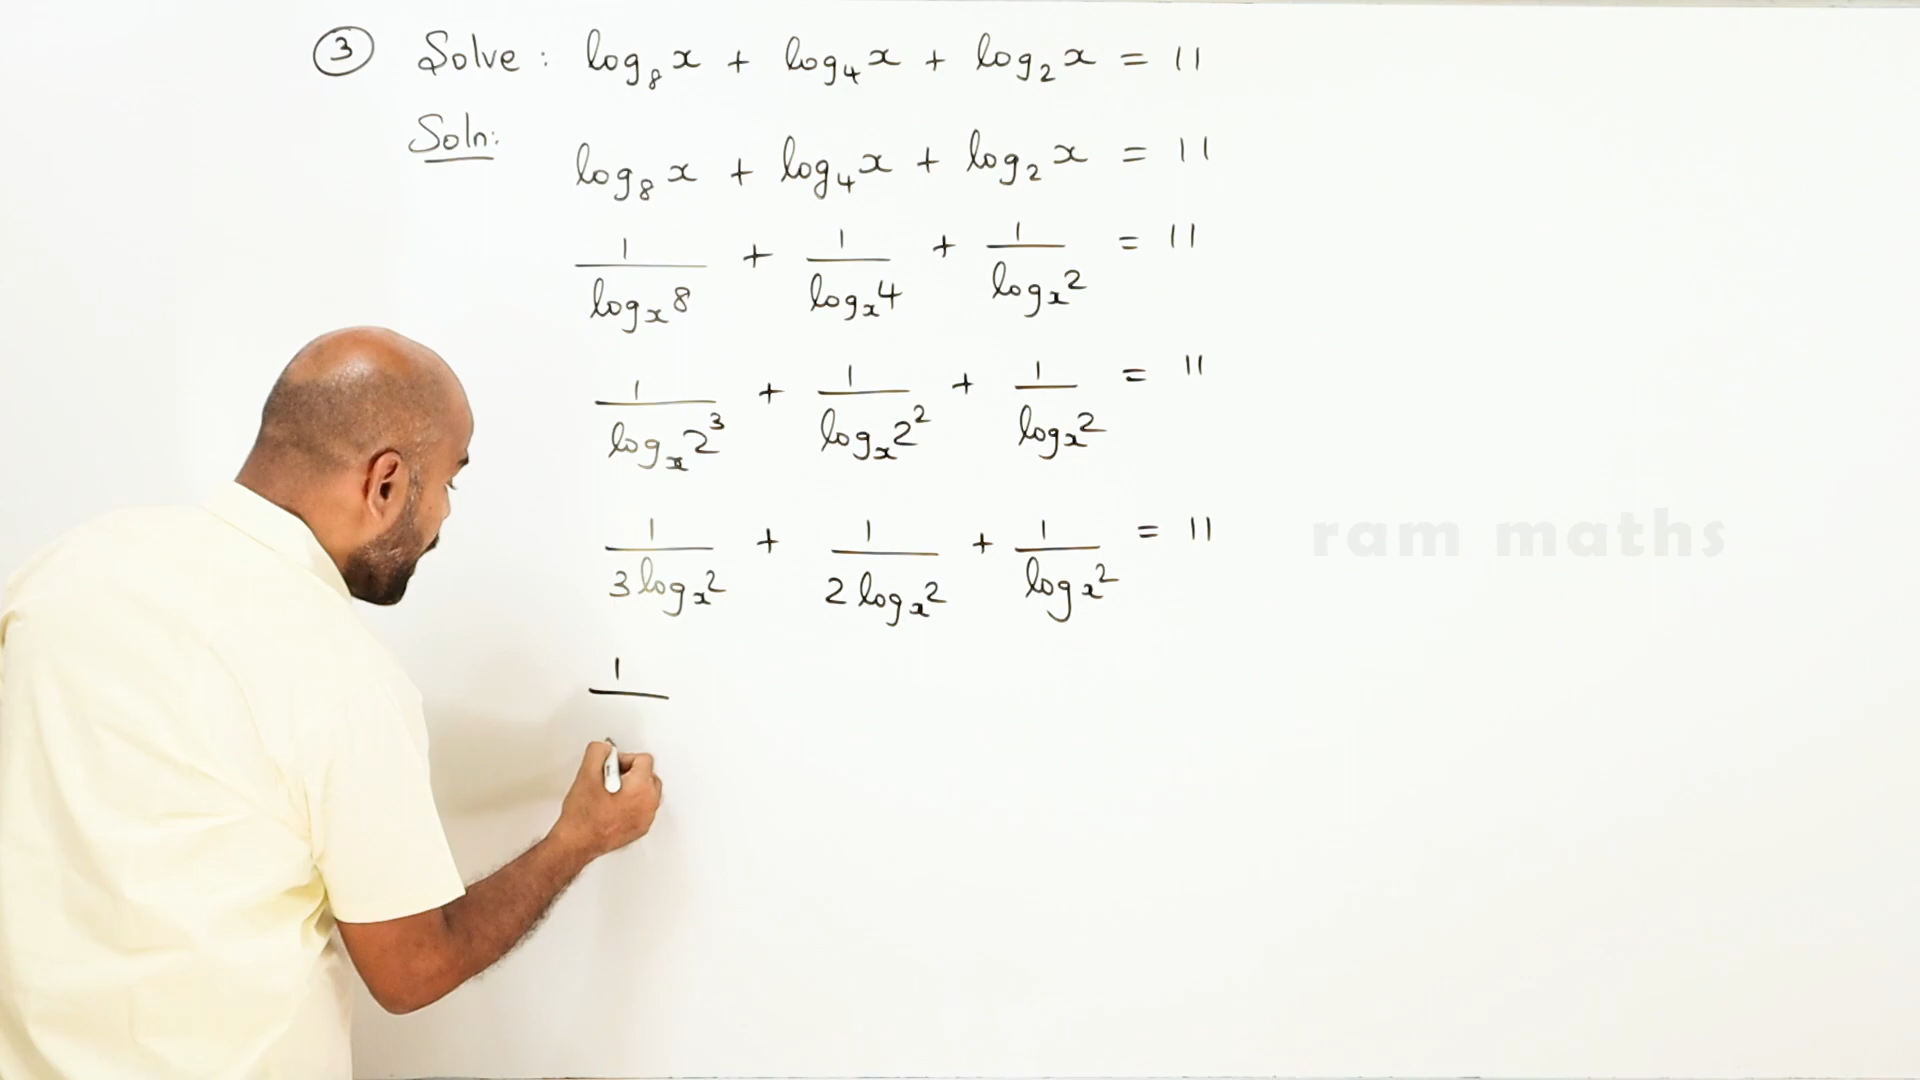 ③ Solve : log₈x + log₄x + log₂x = 11
Soln:
log₈x + log₄x + log₂x = 11
1/logₓ8 + 1/logₓ4 + 1/logₓ2 = 11
1/logₓ2³ + 1/logₓ2² + 1/logₓ2 = 11
1/3logₓ2 + 1/2logₓ2 + 1/logₓ2 = 11
ram maths
1